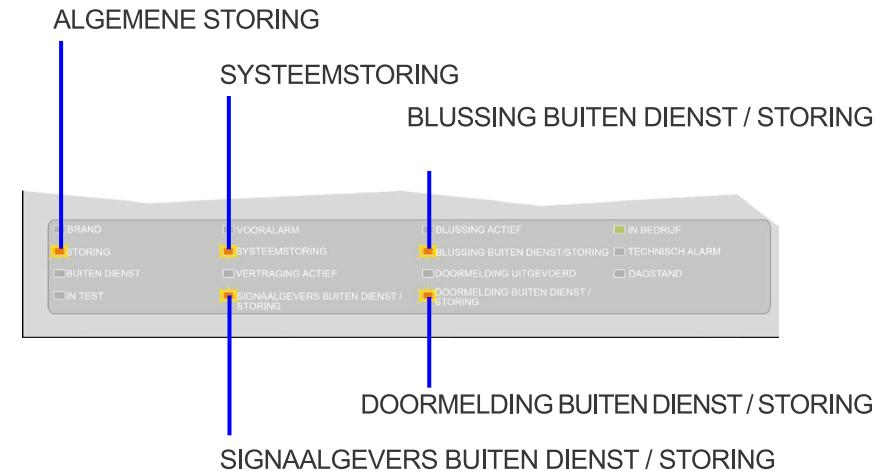 ALGEMENE STORING
SYSTEEMSTORING
BLUSSING BUITEN DIENST / STORING
BRAND
VOORALARM
BLUSSING ACTIEF
IN BEDRIJF
STORING
SYSTEEMSTORING
BLUSSING BUITEN DIENST/STORING
TECHNISCH ALARM
BUITEN DIENST
VERTRAGING ACTIEF
DOORMELDING UITGEVOERD
DAGSTAND
IN TEST
SIGNAALGEVERS BUITEN DIENST /
STORING
DOORMELDING BUITEN DIENST /
STORING
DOORMELDING BUITEN DIENST / STORING
SIGNAALGEVERS BUITEN DIENST / STORING